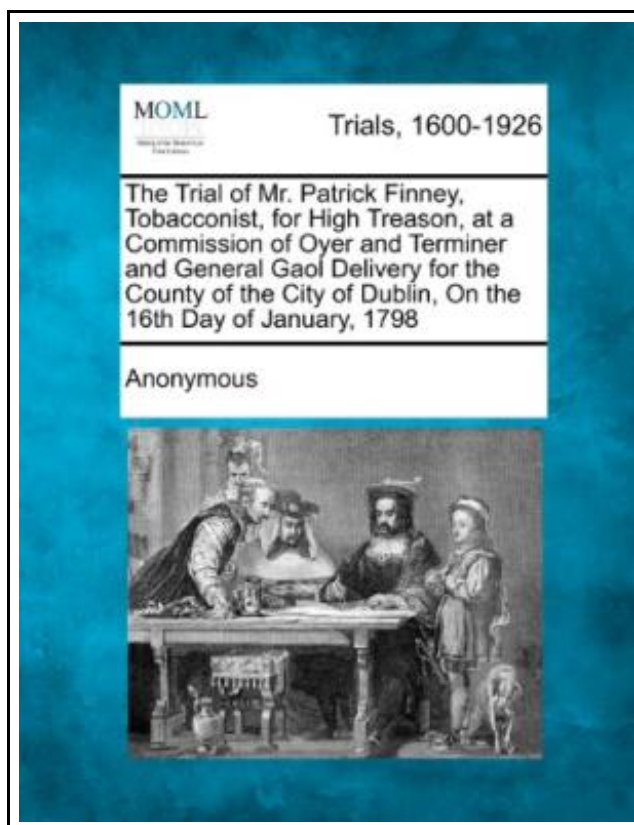 MOML
Trials, 1600-1926
The Trial of Mr. Patrick Finney,
Tobacconist, for High Treason, at a
Commission of Oyer and Terminer
and General Gaol Delivery for the
County of the City of Dublin, On the
16th Day of January, 1798
Anonymous